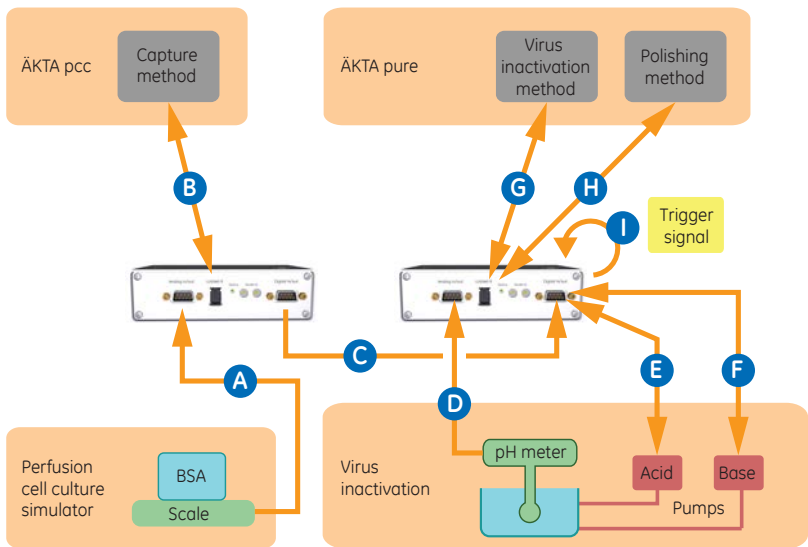 ÄKTA pcc
Capture
method
ÄKTA pure
Virus
inactivation
method
Polishing
method
B
G
H
I
Trigger
signal
A
C
D
E
F
Perfusion
cell culture
simulator
BSA
Scale
Virus
inactivation
pH meter
Acid
Base
Pumps